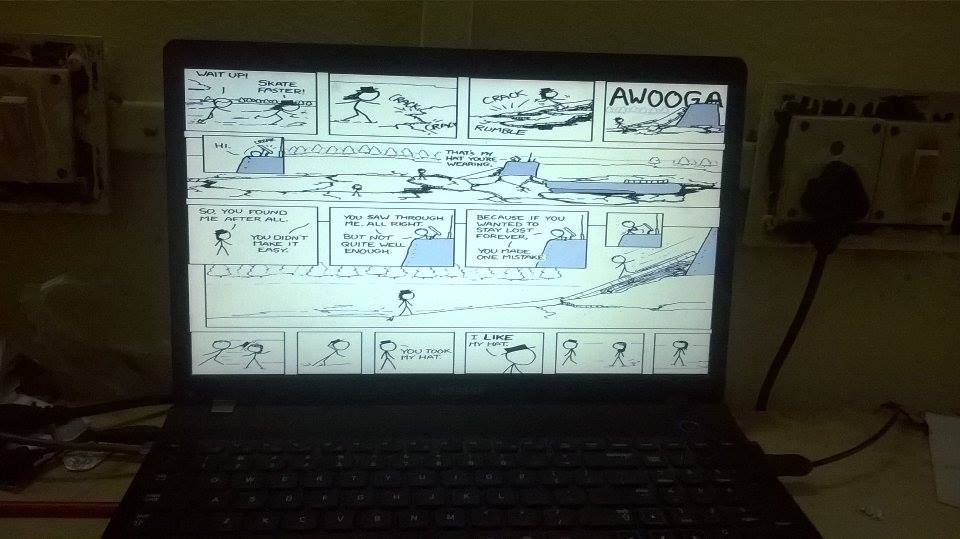 WAIT UP!
SKATE
FASTER!
CRACK
CRACK
CRACK
RUMBLE
AWOOGA
HI.
THAT'S MY
HAT YOU'RE
WEARING.
SO, YOU FOUND
ME AFTER ALL.
YOU DIDN'T
MAKE IT
EASY.
YOU SAW THROUGH
ME, ALL RIGHT.
BUT NOT
QUITE WELL
ENOUGH.
BECAUSE IF YOU
WANTED TO
STAY LOST
FOREVER,
YOU MADE
ONE MISTAKE
YOU TOOK
MY HAT.
I LIKE
MY HAT.
Q W E R T Y U I O P
A S D F G H J K L
Z X C V B N M